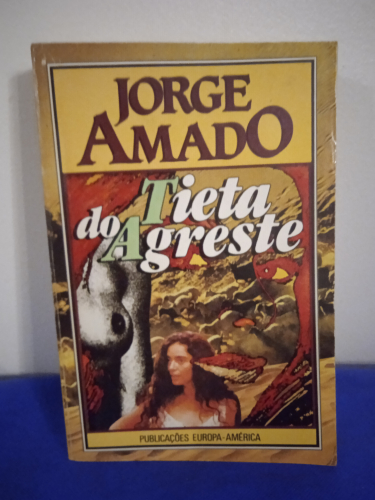 JORGE
AMADO
Tieta
do Agreste
PUBLICAÇÕES EUROPA-AMÉRICA